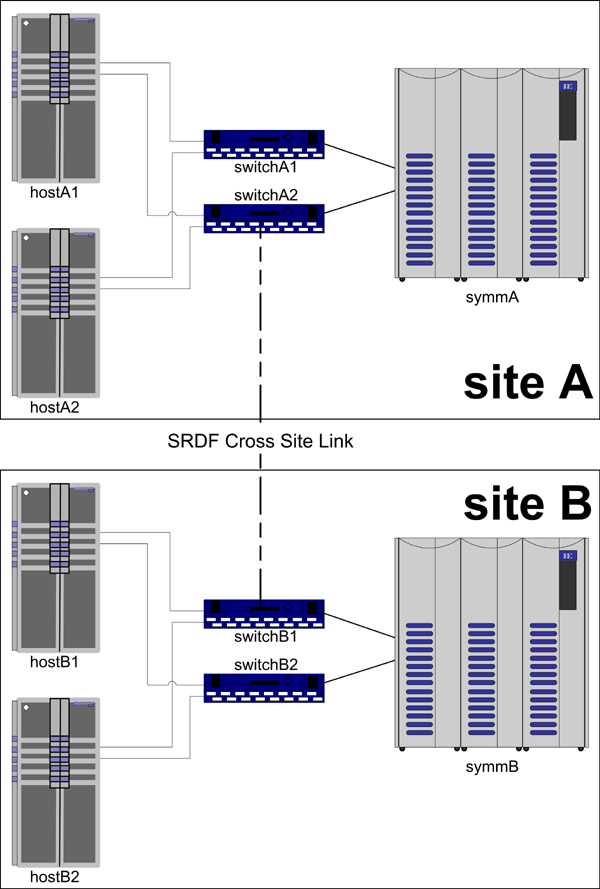 hostA1
switchA1
switchA2
symmA
hostA2
site A
SRDF Cross Site Link
site B
hostB1
switchB1
switchB2
symmB
hostB2